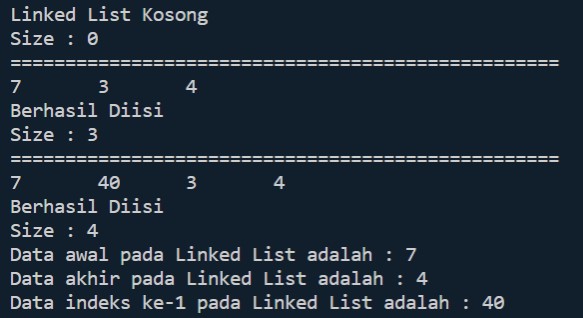 Linked List Kosong
Size : 0
==================================================
7	3	4
Berhasil Diisi
Size : 3
==================================================
7	40	3	4
Berhasil Diisi
Size : 4
Data awal pada Linked List adalah : 7
Data akhir pada Linked List adalah : 4
Data indeks ke-1 pada Linked List adalah : 40